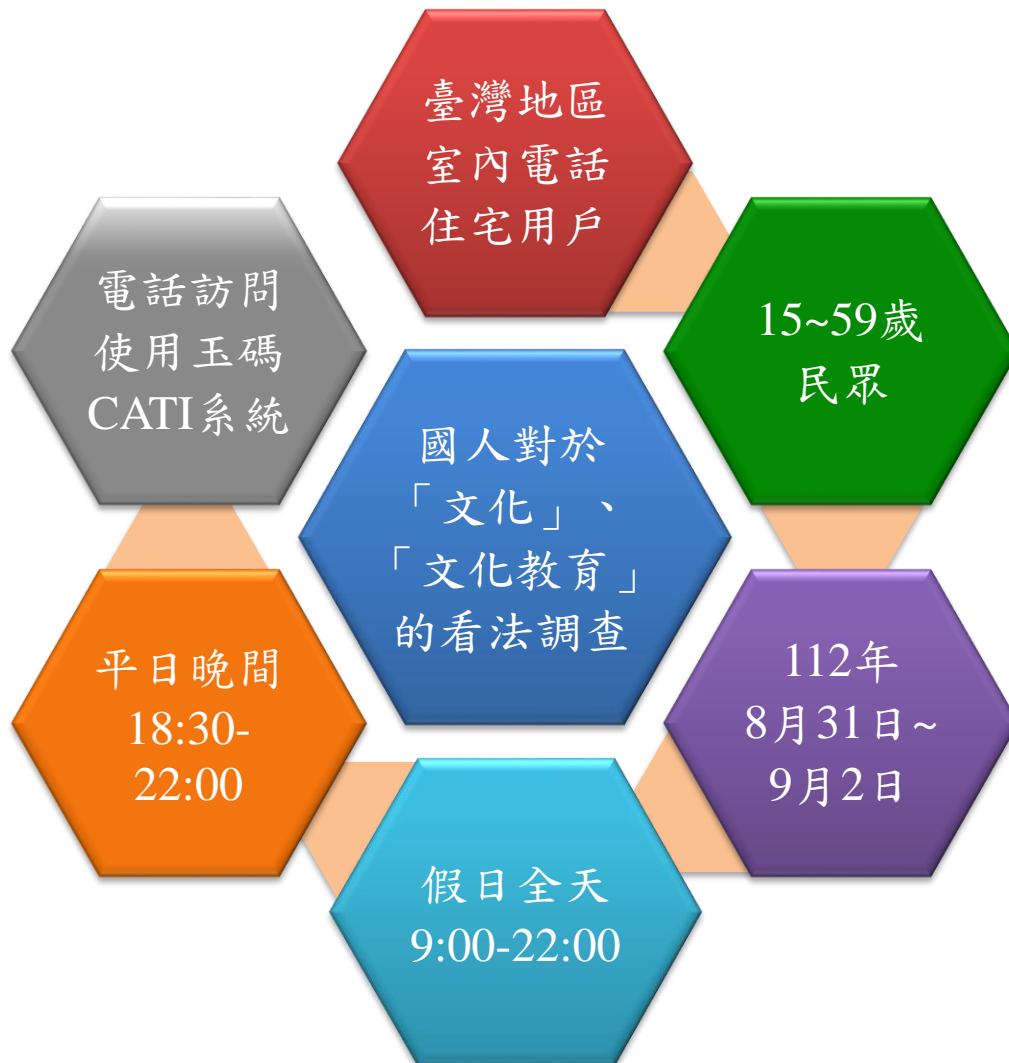 臺灣地區
室內電話
住宅用戶
15~59歲
民眾
112年
8月31日~
9月2日
假日全天
9:00-22:00
平日晚間
18:30-
22:00
電話訪問
使用玉碼
CATI系統
國人對於
「文化」、
「文化教育」
的看法調查